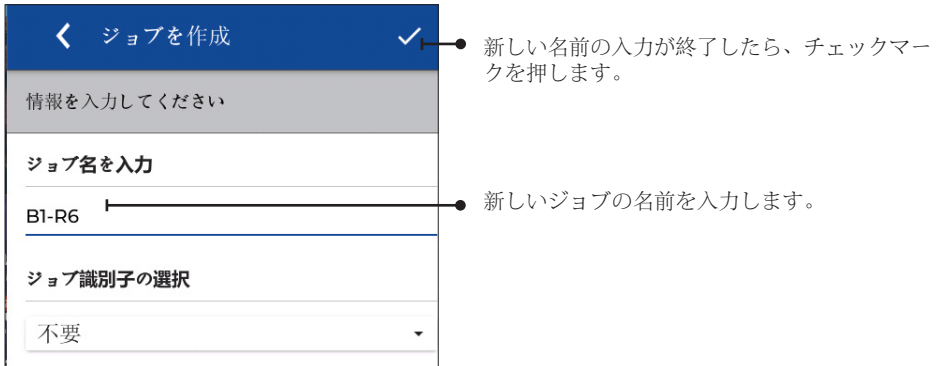 ジョブを作成
新しい名前の入力が終了したら、チェックマー
クを押します。
情報を入力してください
ジョブ名を入力
B1-R6
新しいジョブの名前を入力します。
ジョブ識別子の選択
不要